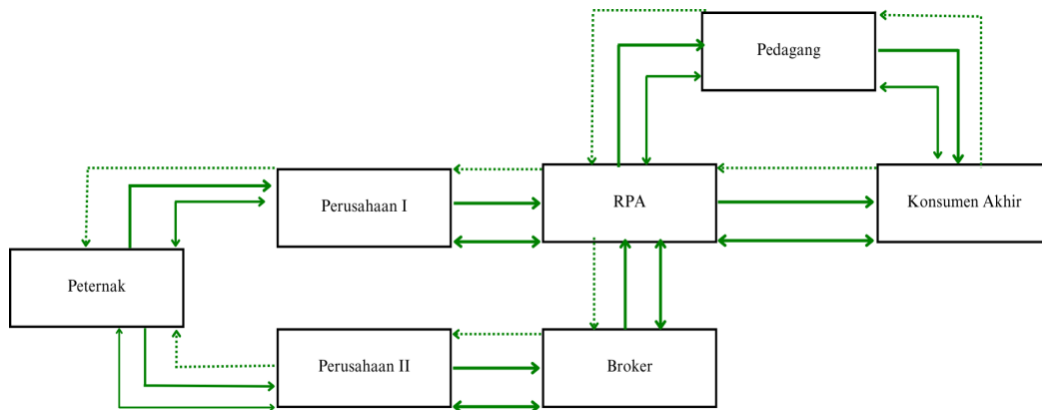 Pedagang
Perusahaan I
RPA
Konsumen Akhir
Peternak
Perusahaan II
Broker